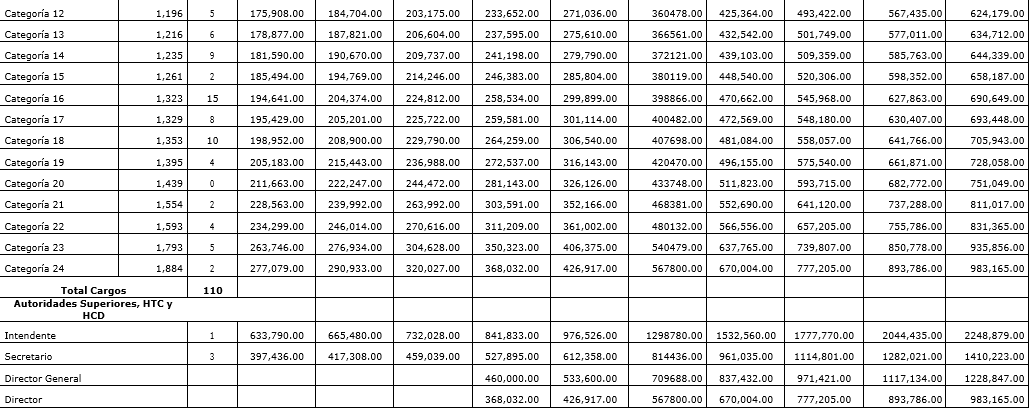 Categoría 12 1,196 5 175,908.00 184,704.00 203,175.00 233,652.00 271,036.00 360478.00 425,364.00 493,422.00 567,435.00 624,179.00
Categoría 13 1,216 6 178,877.00 187,821.00 206,604.00 237,595.00 275,610.00 366561.00 432,542.00 501,749.00 577,011.00 634,712.00
Categoría 14 1,235 9 181,590.00 190,670.00 209,737.00 241,198.00 279,790.00 372121.00 439,103.00 509,359.00 585,763.00 644,339.00
Categoría 15 1,261 2 185,494.00 194,769.00 214,246.00 246,383.00 285,804.00 380119.00 448,540.00 520,306.00 598,352.00 658,187.00
Categoría 16 1,323 15 194,641.00 204,374.00 224,812.00 258,534.00 299,899.00 398866.00 470,662.00 545,968.00 627,863.00 690,649.00
Categoría 17 1,329 8 195,429.00 205,201.00 225,722.00 259,581.00 301,114.00 400482.00 472,569.00 548,180.00 630,407.00 693,448.00
Categoría 18 1,353 10 198,952.00 208,900.00 229,790.00 264,259.00 306,540.00 407698.00 481,084.00 558,057.00 641,766.00 705,943.00
Categoría 19 1,395 4 205,183.00 215,443.00 236,988.00 272,537.00 316,143.00 420470.00 496,155.00 575,540.00 661,871.00 728,058.00
Categoría 20 1,439 0 211,663.00 222,247.00 244,472.00 281,143.00 326,126.00 433748.00 511,823.00 593,715.00 682,772.00 751,049.00
Categoría 21 1,554 2 228,563.00 239,992.00 263,992.00 303,591.00 352,166.00 468381.00 552,690.00 641,120.00 737,288.00 811,017.00
Categoría 22 1,593 4 234,299.00 246,014.00 270,616.00 311,209.00 361,002.00 480132.00 566,556.00 657,205.00 755,786.00 831,365.00
Categoría 23 1,793 5 263,746.00 276,934.00 304,628.00 350,323.00 406,375.00 540479.00 637,765.00 739,807.00 850,778.00 935,856.00
Categoría 24 1,884 2 277,079.00 290,933.00 320,027.00 368,032.00 426,917.00 567800.00 670,004.00 777,205.00 893,786.00 983,165.00
Total Cargos 110
Autoridades Superiores, HTC y
HCD
Intendente 1 633,790.00 665,480.00 732,028.00 841,833.00 976,526.00 1298780.00 1532,560.00 1777,770.00 2044,435.00 2248,879.00
Secretario 3 397,436.00 417,308.00 459,039.00 527,895.00 612,358.00 814436.00 961,035.00 1114,801.00 1282,021.00 1410,223.00
Director General 460,000.00 533,600.00 709688.00 837,432.00 971,421.00 1117,134.00 1228,847.00
Director 368,032.00 426,917.00 567800.00 670,004.00 777,205.00 893,786.00 983,165.00